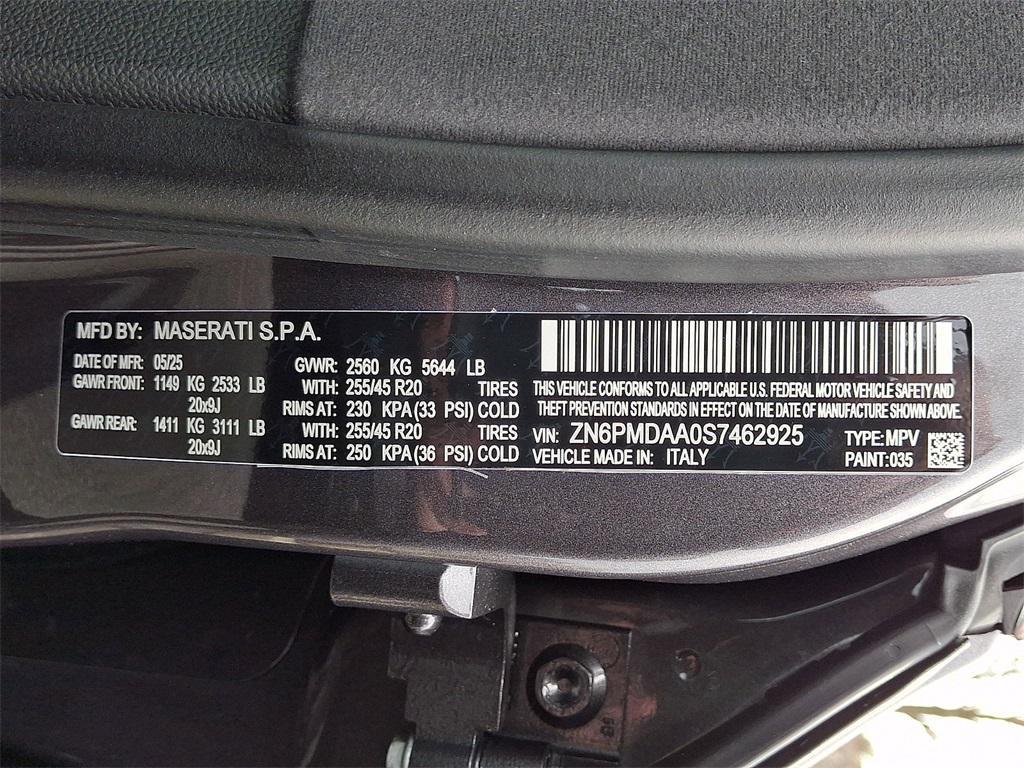 MFD BY: MASERATI S.P.A.
DATE OF MFR: 05/25
GAWR FRONT: 1149 KG 2533 LB
20x9J
GAWR REAR: 1411 KG 3111 LB
20x9J
GVWR: 2560 KG 5644 LB
WITH: 255/45 R20 TIRES
RIMS AT: 230 KPA (33 PSI) COLD
WITH: 255/45 R20 TIRES
RIMS AT: 250 KPA (36 PSI) COLD
THIS VEHICLE CONFORMS TO ALL APPLICABLE U.S. FEDERAL MOTOR VEHICLE SAFETY AND
THEFT PREVENTION STANDARDS IN EFFECT ON THE DATE OF MANUFACTURE SHOWN ABOVE.
VIN: ZN6PMDAA0S7462925 TYPE: MPV
VEHICLE MADE IN: ITALY PAINT: 035